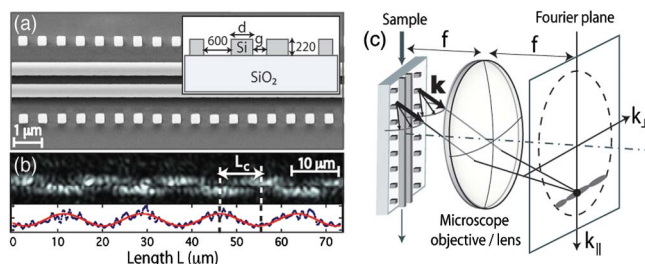 (a)
d
600
Si
g
220
SiO₂
1 μm
(b)
L_c
10 μm
0 10 20 30 40 50 60 70
Length L (μm)
(c)
Sample
f
f
Fourier plane
k
k⊥
Microscope
objective / lens
k∥